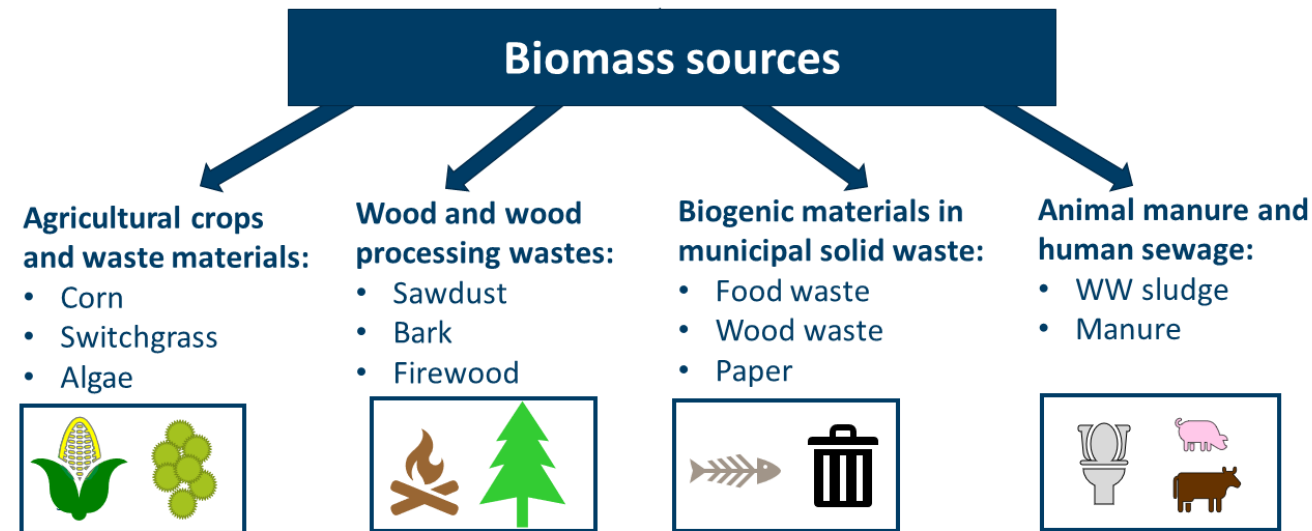 Biomass sources
Agricultural crops
and waste materials:
• Corn
• Switchgrass
• Algae
Wood and wood
processing wastes:
• Sawdust
• Bark
• Firewood
Biogenic materials in
municipal solid waste:
• Food waste
• Wood waste
• Paper
Animal manure and
human sewage:
• WW sludge
• Manure